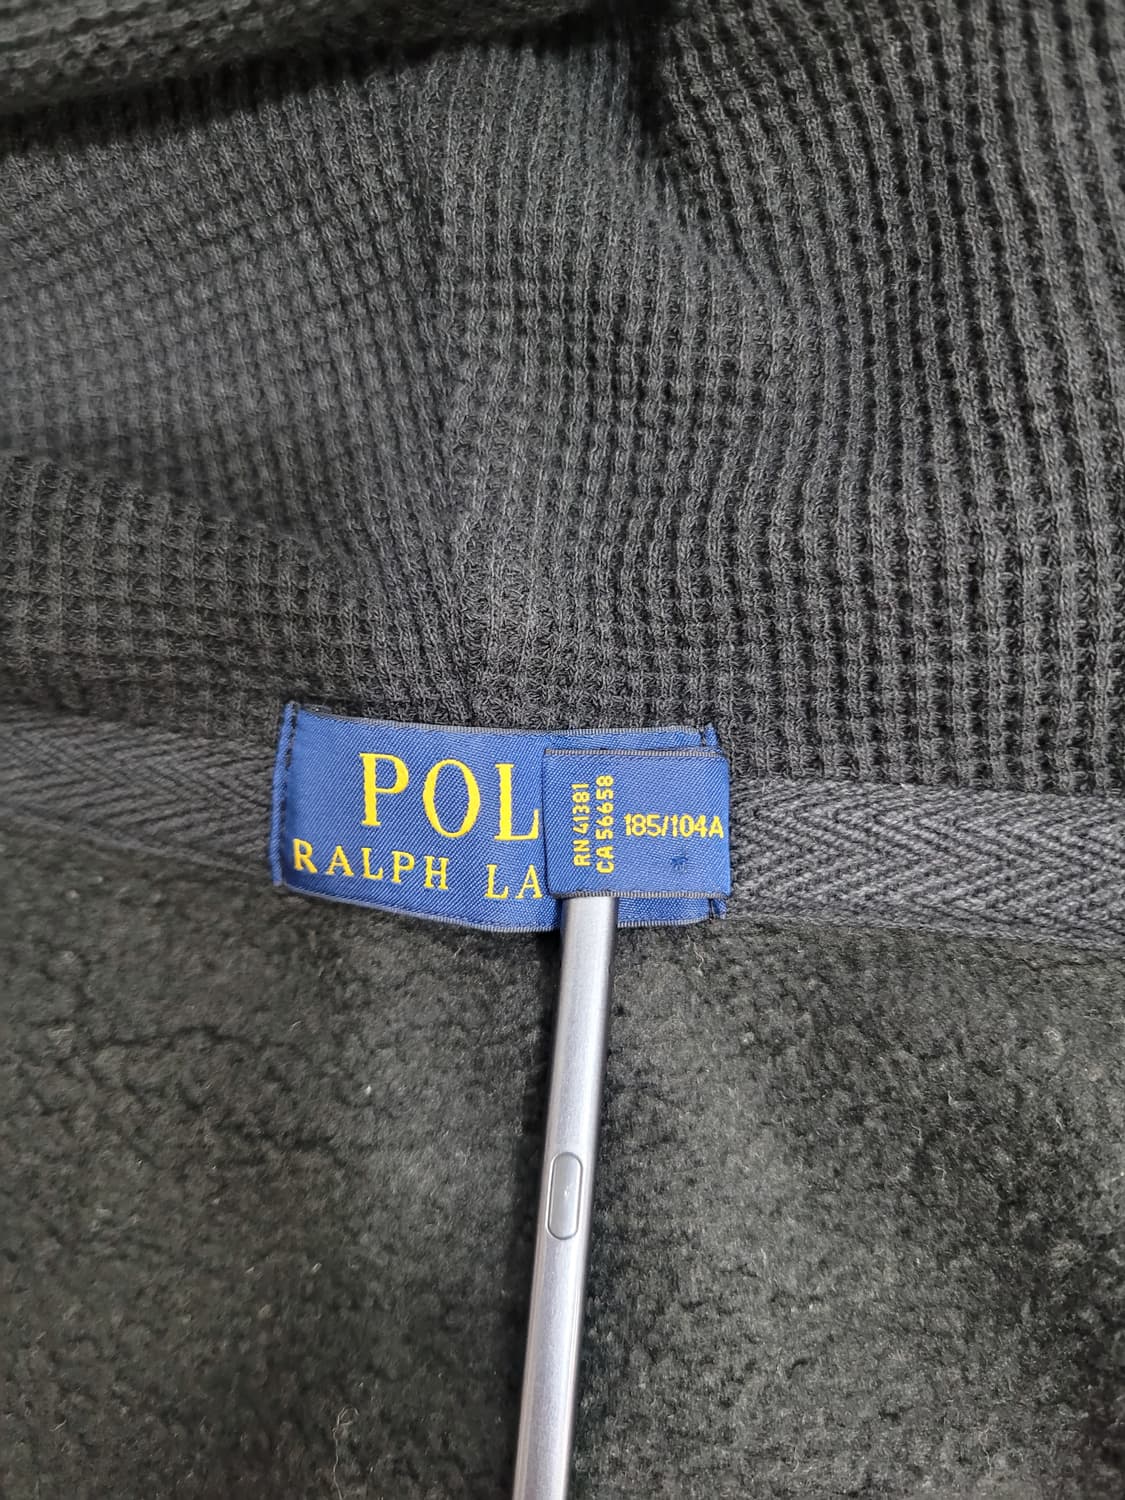 POL
RALPH LA
RN 41381
CA 56658
185/104A